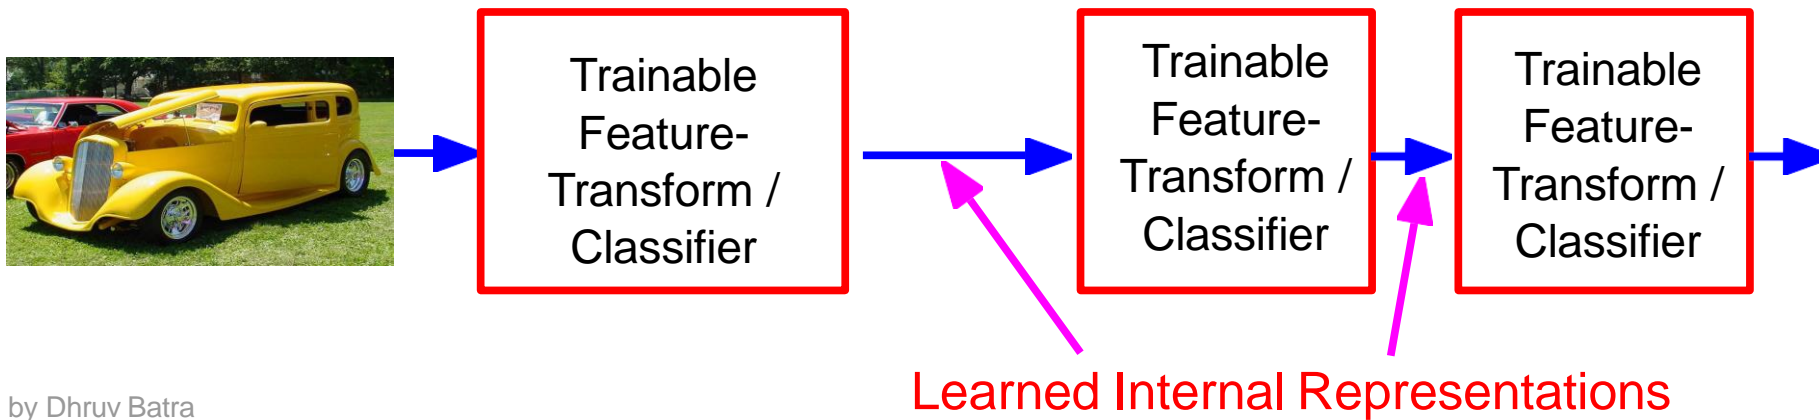 Trainable
Feature-
Transform /
Classifier
Trainable
Feature-
Transform /
Classifier
Trainable
Feature-
Transform /
Classifier
Learned Internal Representations
by Dhruv Batra